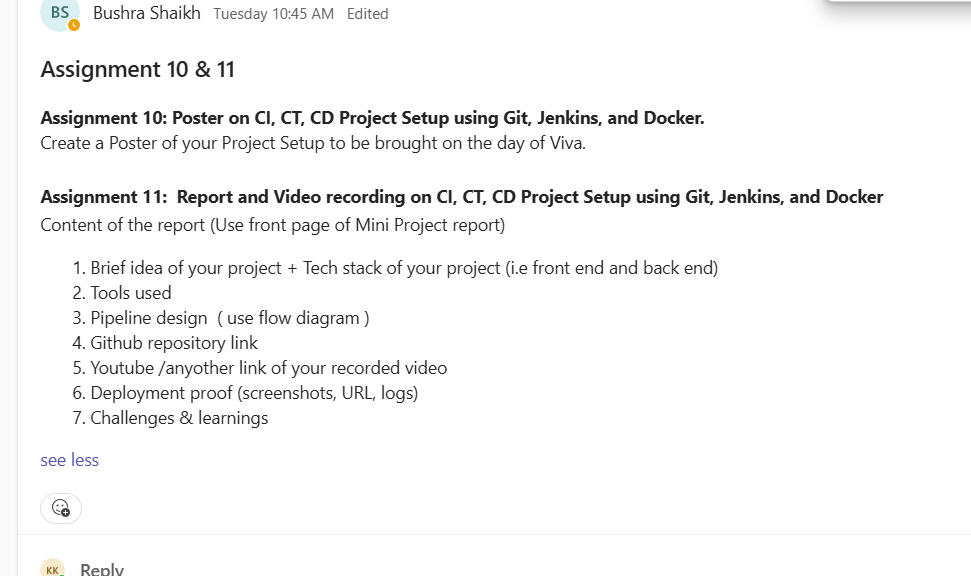 BS
Bushra Shaikh Tuesday 10:45 AM Edited
Assignment 10 & 11
Assignment 10: Poster on CI, CT, CD Project Setup using Git, Jenkins, and Docker.
Create a Poster of your Project Setup to be brought on the day of Viva.
Assignment 11:  Report and Video recording on CI, CT, CD Project Setup using Git, Jenkins, and Docker
Content of the report (Use front page of Mini Project report)
1. Brief idea of your project + Tech stack of your project (i.e front end and back end)
2. Tools used
3. Pipeline design  ( use flow diagram )
4. Github repository link
5. Youtube /anyother link of your recorded video
6. Deployment proof (screenshots, URL, logs)
7. Challenges & learnings
see less
KK Reply